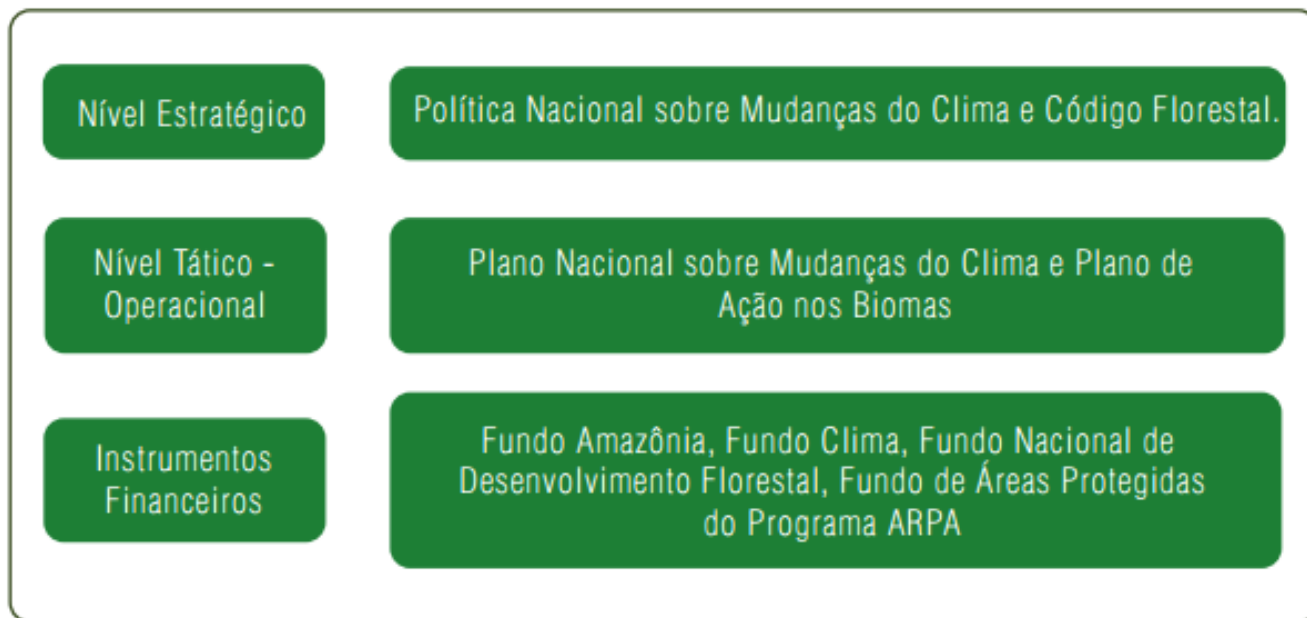 Nível Estratégico
Política Nacional sobre Mudanças do Clima e Código Florestal.
Nível Tático -
Operacional
Plano Nacional sobre Mudanças do Clima e Plano de
Ação nos Biomas
Instrumentos
Financeiros
Fundo Amazônia, Fundo Clima, Fundo Nacional de
Desenvolvimento Florestal, Fundo de Áreas Protegidas
do Programa ARPA